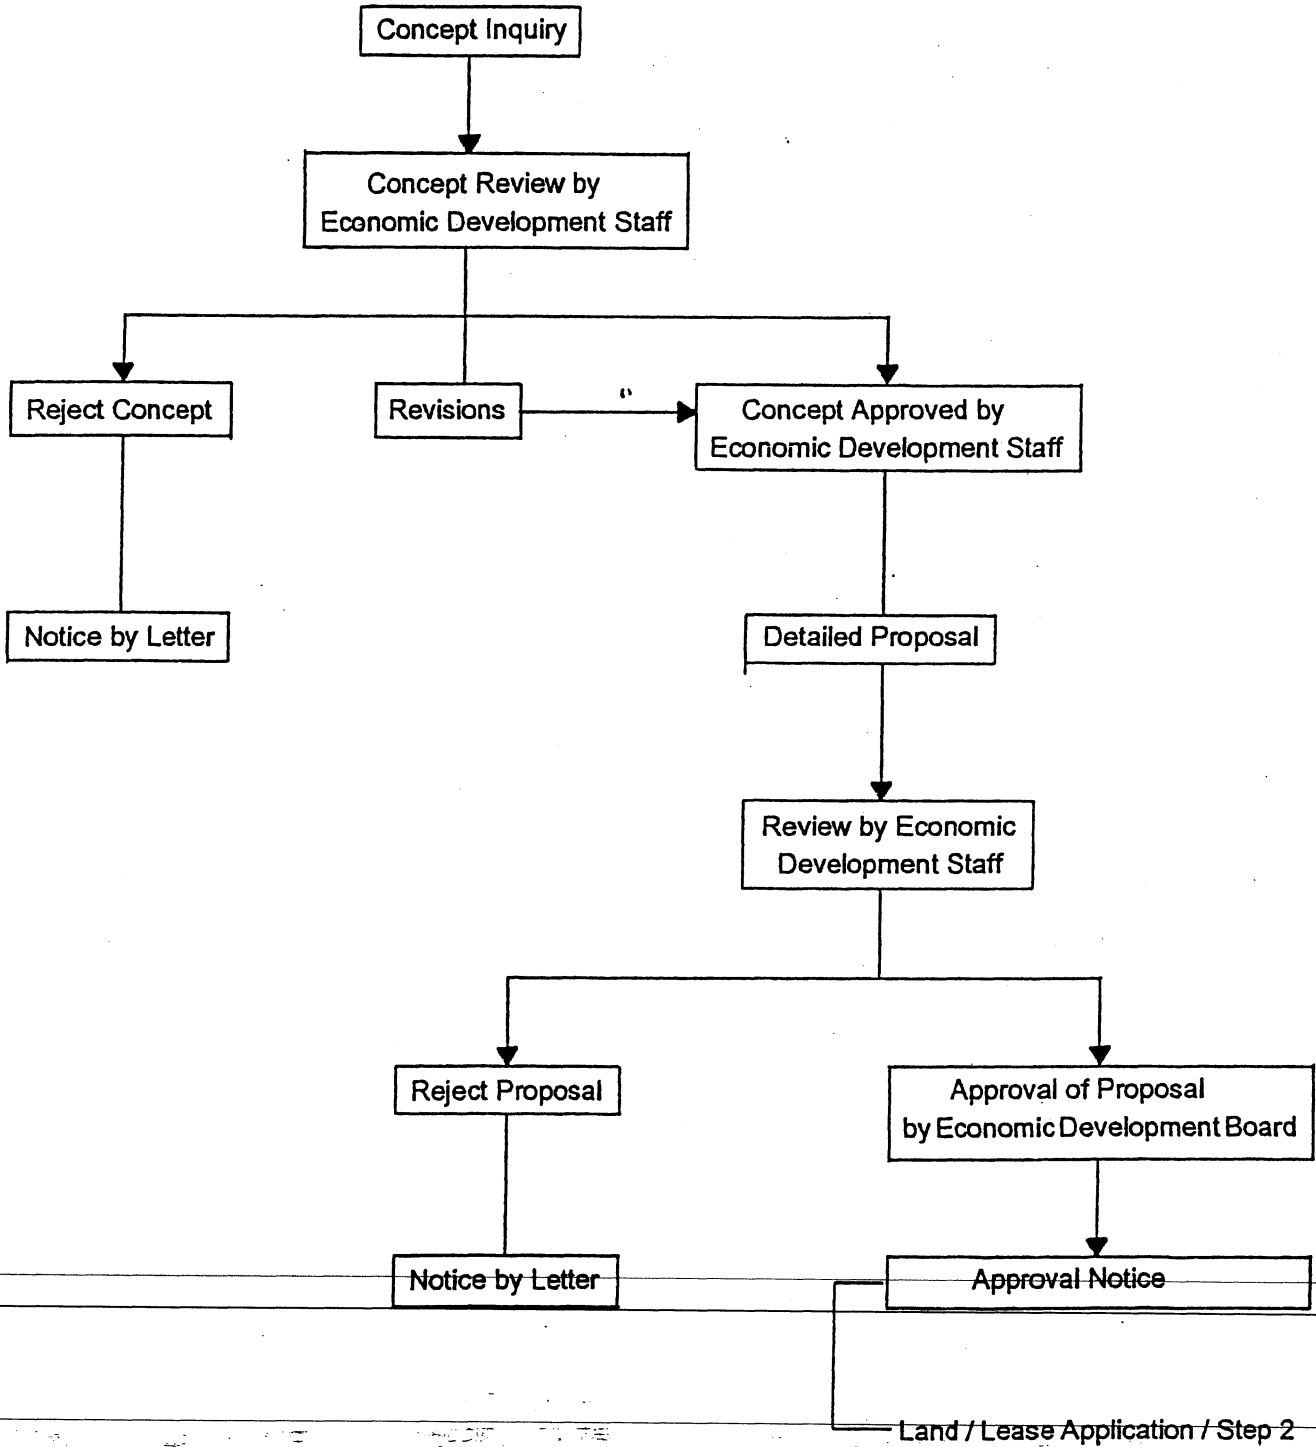 Concept Inquiry
Concept Review by
Economic Development Staff
Reject Concept
Revisions
Concept Approved by
Economic Development Staff
Notice by Letter
Detailed Proposal
Review by Economic
Development Staff
Reject Proposal
Approval of Proposal
by Economic Development Board
Notice by Letter
Approval Notice
Land / Lease Application / Step 2